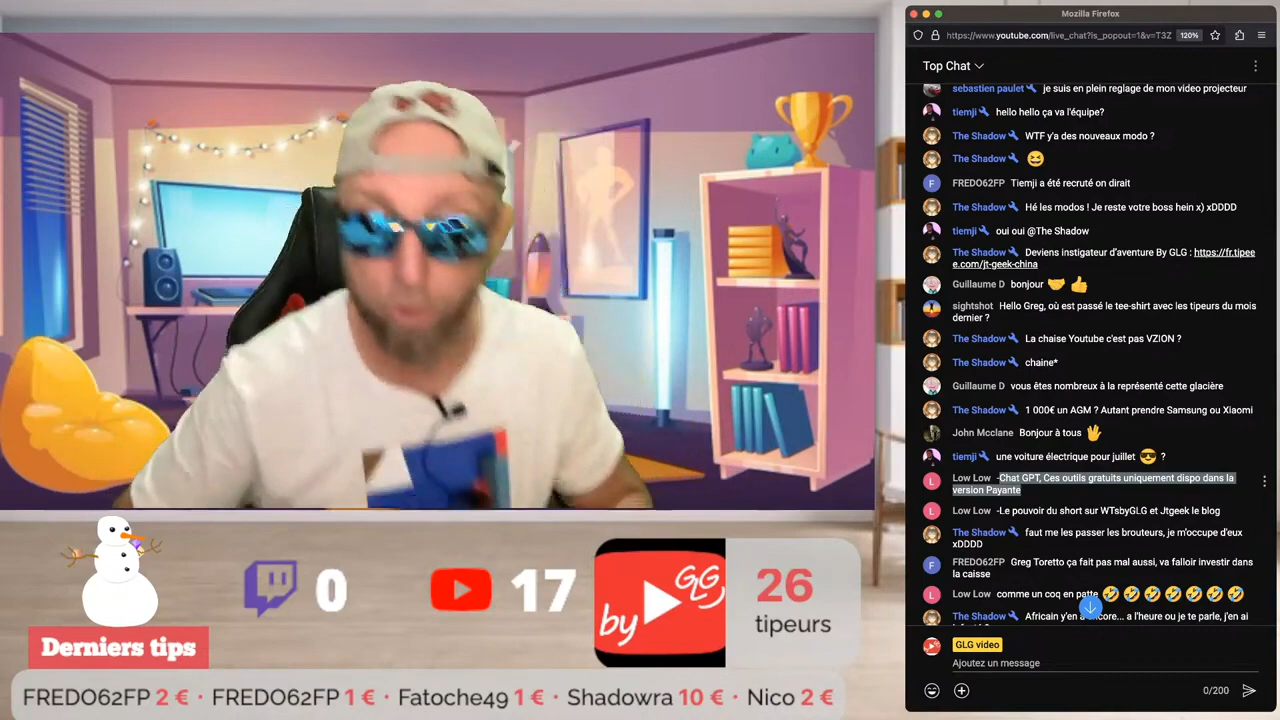 Mozilla Firefox
https://www.youtube.com/live_chat?is_popout=1&v=T3Z 120%
Top Chat
sebastien paulet je suis en plein reglage de mon video projecteur
tiemji hello hello ça va l'équipe?
The Shadow WTF y'a des nouveaux modo ?
The Shadow 😆
F FREDO62FP Tiemji a été recruté on dirait
The Shadow Hé les modos ! Je reste votre boss hein x) xDDDD
tiemji oui oui @The Shadow
The Shadow Deviens instigateur d'aventure By GLG : https://fr.tipee
e.com/jt-geek-china
Guillaume D bonjour 🤝 👍
sightshot Hello Greg, où est passé le tee-shirt avec les tipeurs du mois
dernier ?
The Shadow La chaise Youtube c'est pas VZION ?
The Shadow chaine*
Guillaume D vous êtes nombreux à la représenté cette glacière
The Shadow 1 000€ un AGM ? Autant prendre Samsung ou Xiaomi
John Mcclane Bonjour à tous 🖖
tiemji une voiture électrique pour juillet 😎 ?
L Low Low -Chat GPT, Ces outils gratuits uniquement dispo dans la
version Payante
L Low Low -Le pouvoir du short sur WTsbyGLG et Jtgeek le blog
The Shadow faut me les passer les brouteurs, je m'occupe d'eux
xDDDD
F FREDO62FP Greg Toretto ça fait pas mal aussi, va falloir investir dans
la caisse
L Low Low comme un coq en patte 🤣 🤣 🤣 🤣 🤣 🤣 🤣
The Shadow Africain y'en a encore... a l'heure ou je te parle, j'en ai
GLG video
Ajoutez un message
0/200
0
17
by GLG
26
tipeurs
Derniers tips
FREDO62FP 2 € · FREDO62FP 1 € · Fatoche49 1 € · Shadowra 10 € · Nico 2 €